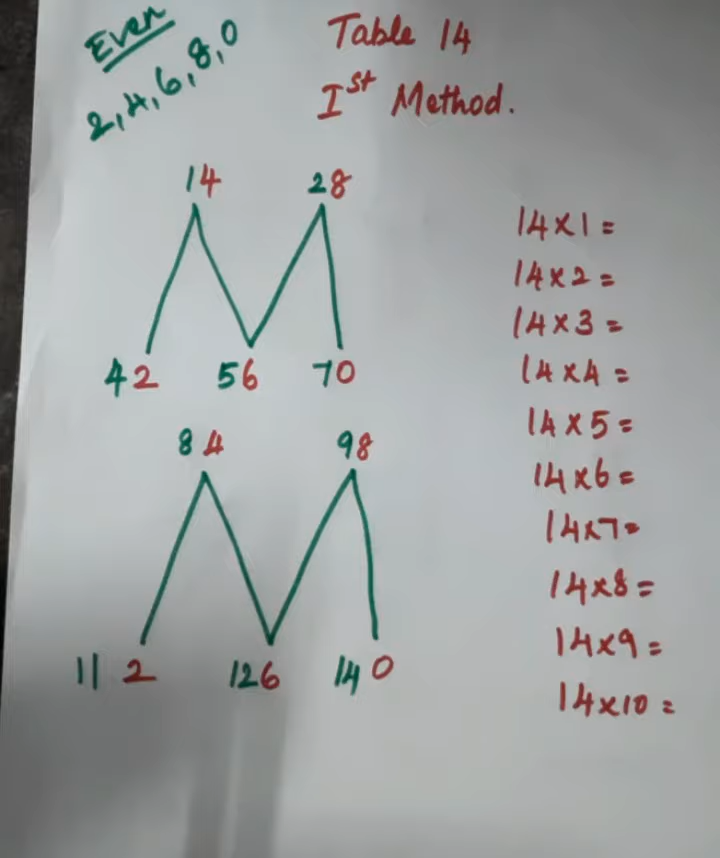 Even
2,4,6,8,0
Table 14
Ist Method.
14 28
42 56 70
84 98
112 126 140
14x1=
14x2=
14x3=
14x4=
14x5=
14x6=
14x7=
14x8=
14x9=
14x10=